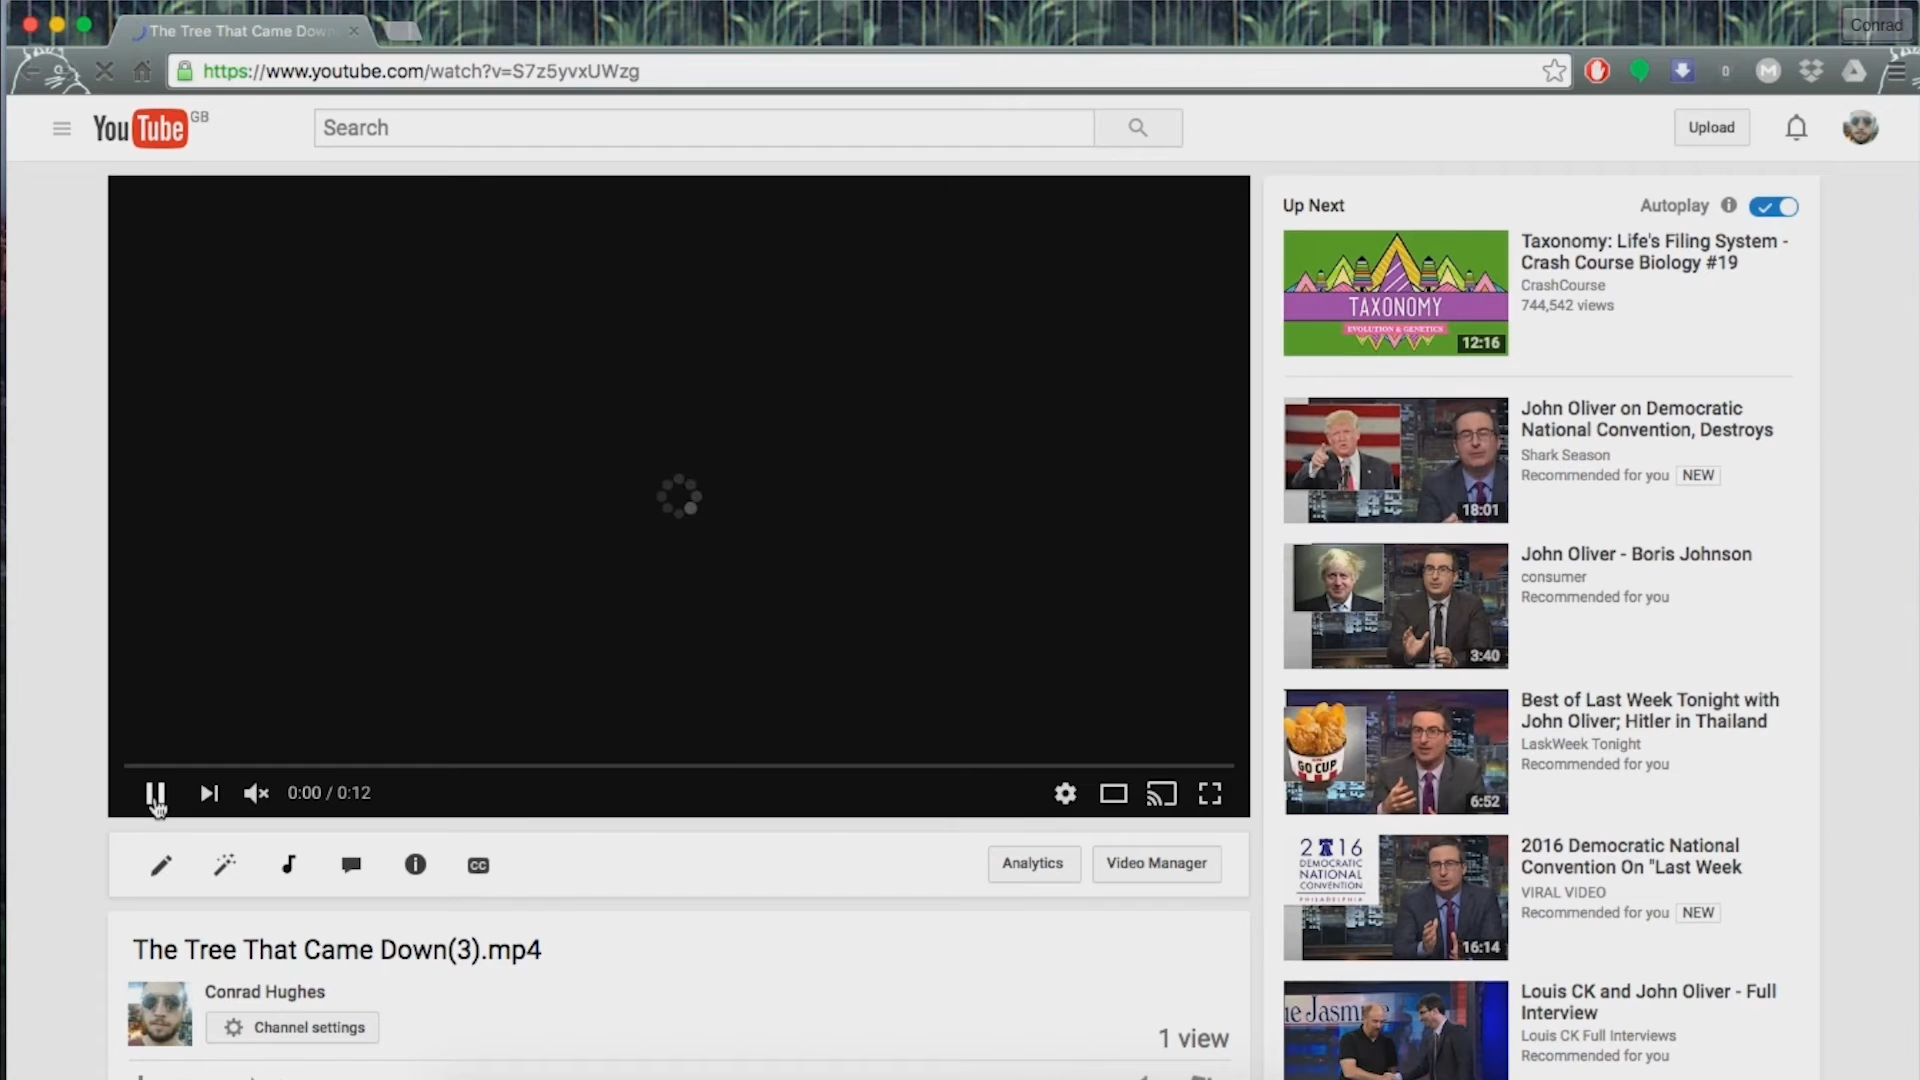 The Tree That Came Down
Conrad
https://www.youtube.com/watch?v=S7z5yvxUWzg
0
M
YouTube GB
Search
Upload
Up Next
Autoplay
TAXONOMY
EVOLUTION & GENETICS
12:16
Taxonomy: Life's Filing System -
Crash Course Biology #19
CrashCourse
744,542 views
18:01
John Oliver on Democratic
National Convention, Destroys
Shark Season
Recommended for you NEW
3:40
John Oliver - Boris Johnson
consumer
Recommended for you
GO CUP
6:52
Best of Last Week Tonight with
John Oliver; Hitler in Thailand
LaskWeek Tonight
Recommended for you
2016
DEMOCRATIC
NATIONAL
CONVENTION
PHILADELPHIA
16:14
2016 Democratic National
Convention On "Last Week
VIRAL VIDEO
Recommended for you NEW
Louis CK and John Oliver - Full
Interview
Louis CK Full Interviews
Recommended for you
0:00 / 0:12
CC
Analytics
Video Manager
The Tree That Came Down(3).mp4
Conrad Hughes
Channel settings
1 view